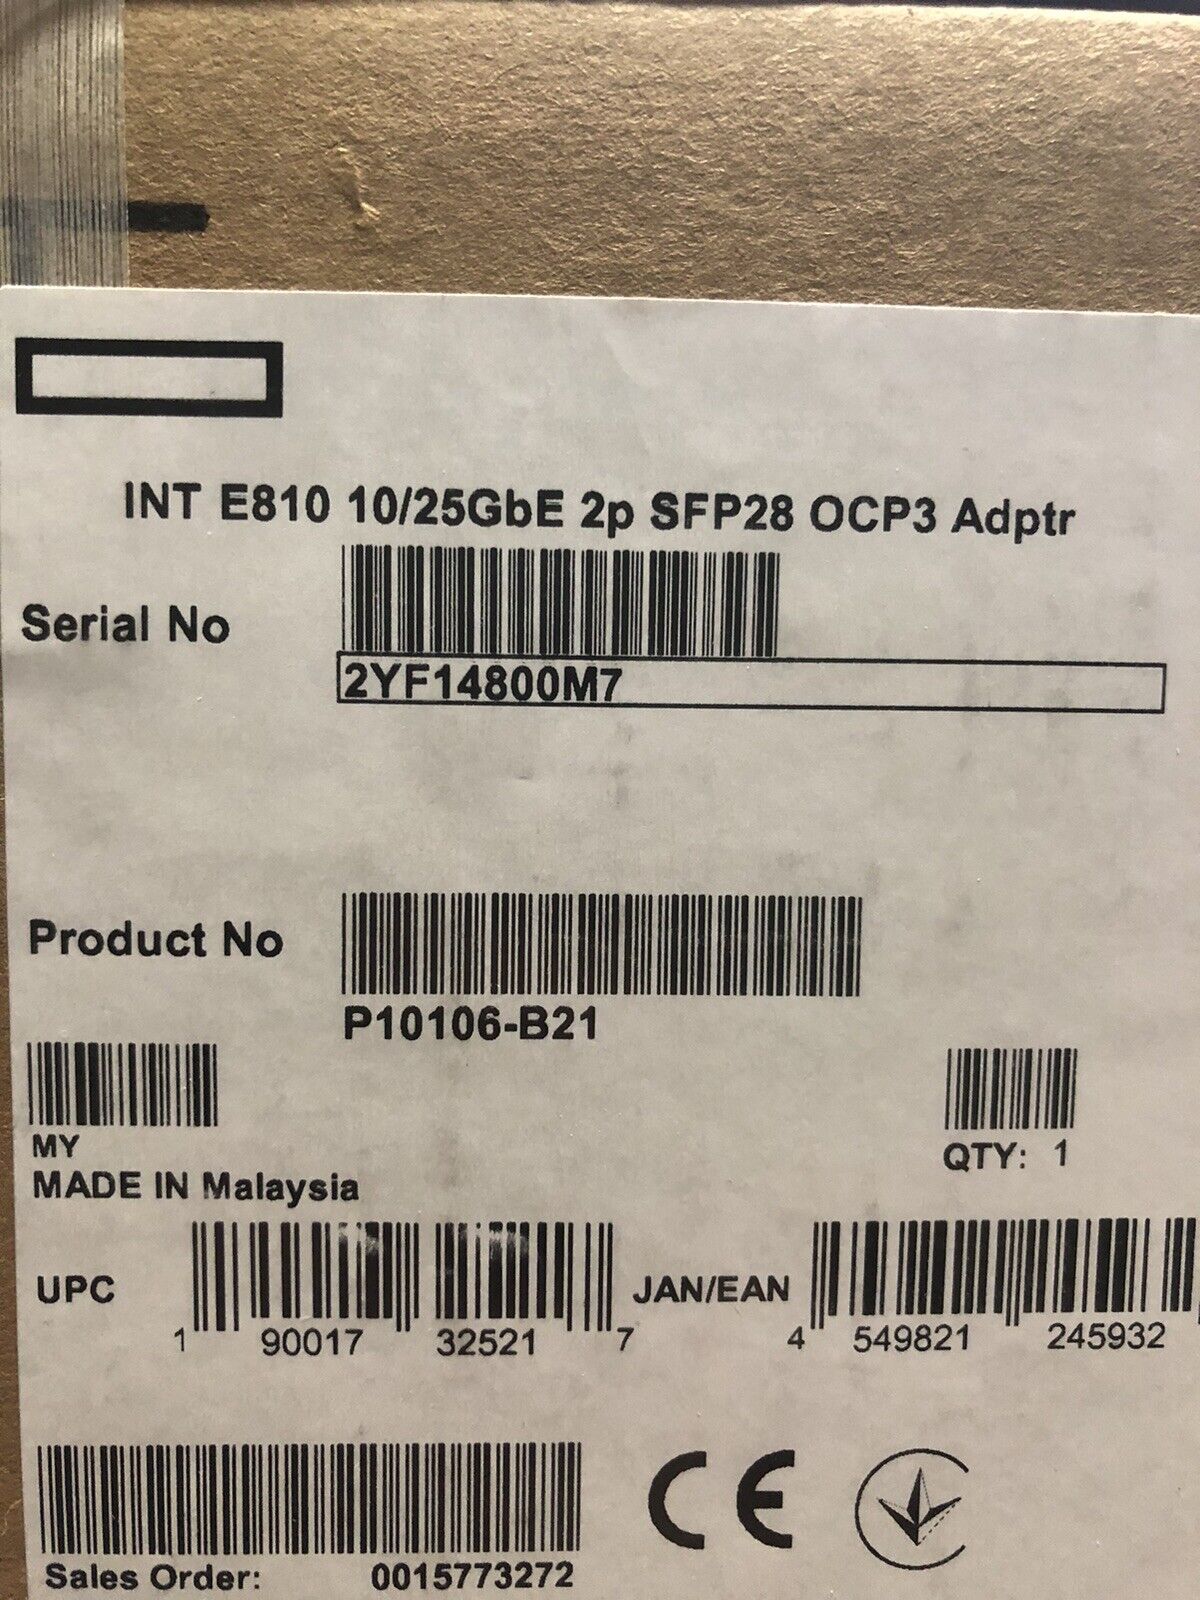 INT E810 10/25GbE 2p SFP28 OCP3 Adptr
Serial No
2YF14800M7
Product No
P10106-B21
MY
QTY: 1
MADE IN Malaysia
UPC 1 90017 32521 7 JAN/EAN 4 549821 245932
Sales Order: 0015773272 CE